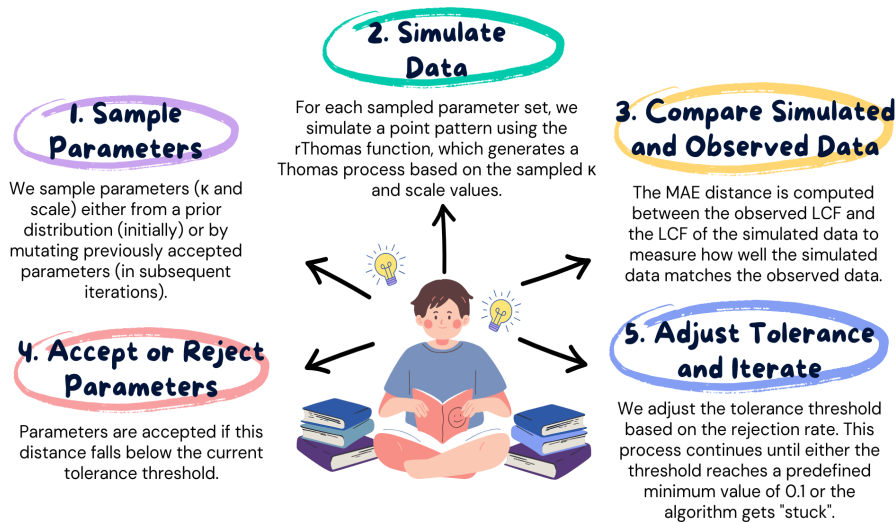 1. Sample
Parameters
We sample parameters (κ and
scale) either from a prior
distribution (initially) or by
mutating previously accepted
parameters (in subsequent
iterations).
2. Simulate
Data
For each sampled parameter set, we
simulate a point pattern using the
rThomas function, which generates a
Thomas process based on the sampled κ
and scale values.
3. Compare Simulated
and Observed Data
The MAE distance is computed
between the observed LCF and
the LCF of the simulated data to
measure how well the simulated
data matches the observed data.
4. Accept or Reject
Parameters
Parameters are accepted if this
distance falls below the current
tolerance threshold.
5. Adjust Tolerance
and Iterate
We adjust the tolerance threshold
based on the rejection rate. This
process continues until either the
threshold reaches a predefined
minimum value of 0.1 or the
algorithm gets "stuck".